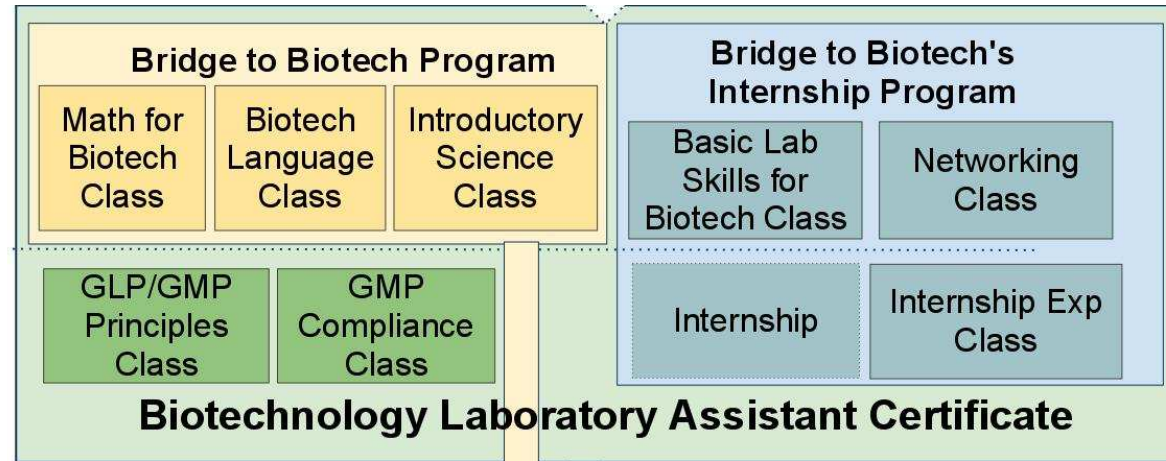 Bridge to Biotech Program
Math for
Biotech
Class
Biotech
Language
Class
Introductory
Science
Class
Bridge to Biotech's
Internship Program
Basic Lab
Skills for
Biotech Class
Networking
Class
GLP/GMP
Principles
Class
GMP
Compliance
Class
Internship
Internship Exp
Class
Biotechnology Laboratory Assistant Certificate